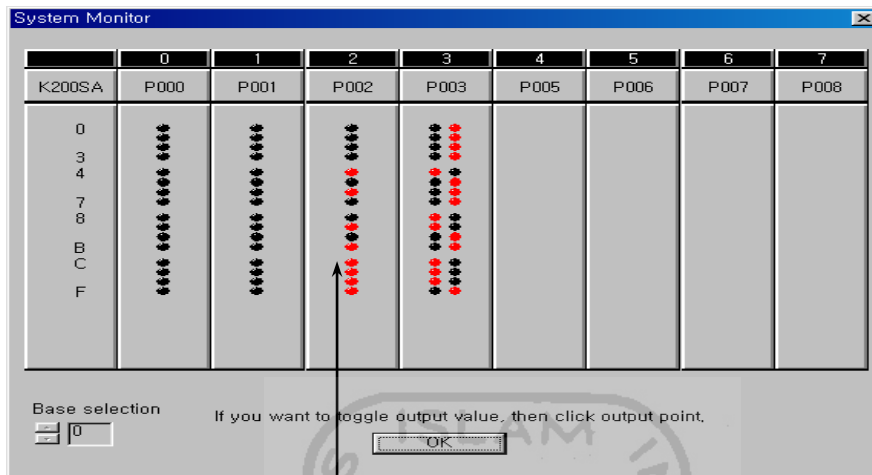 System Monitor
0 1 2 3 4 5 6 7
K200SA P000 P001 P002 P003 P005 P006 P007 P008
0
3
4
7
8
B
C
F
Base selection
0
If you want to toggle output value, then click output point,
OK
ISLAM